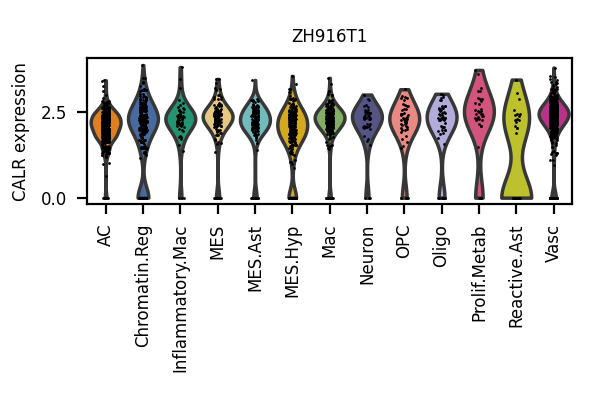 ZH916T1
CALR expression
2.5
0.0
AC
Chromatin.Reg
Inflammatory.Mac
MES
MES.Ast
MES.Hyp
Mac
Neuron
OPC
Oligo
Prolif.Metab
Reactive.Ast
Vasc